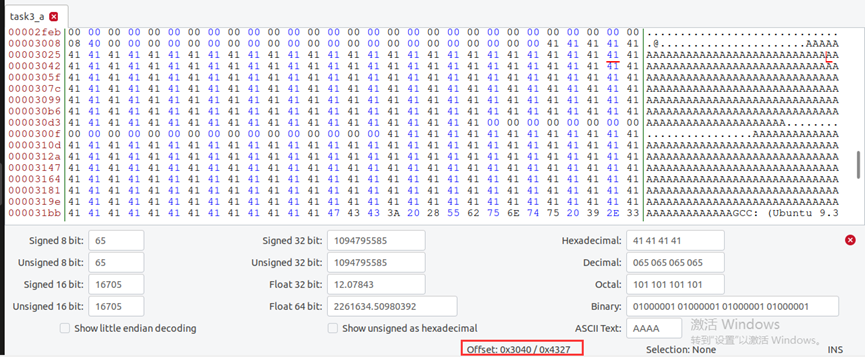 task3_a
00002feb 00 00 00 00 00 00 00 00 00 00 00 00 00 00 00 00 00 00 00 00 00 00 00 00 00 00 00 00 00 .............................
00003008 08 40 00 00 00 00 00 00 00 00 00 00 00 00 00 00 00 00 00 00 00 00 00 00 41 41 41 41 41 .@......................AAAAA
00003025 41 41 41 41 41 41 41 41 41 41 41 41 41 41 41 41 41 41 41 41 41 41 41 41 41 41 41 41 41 AAAAAAAAAAAAAAAAAAAAAAAAAAAAA
00003042 41 41 41 41 41 41 41 41 41 41 41 41 41 41 41 41 41 41 41 41 41 41 41 41 41 41 41 41 41 AAAAAAAAAAAAAAAAAAAAAAAAAAAAA
0000305f 41 41 41 41 41 41 41 41 41 41 41 41 41 41 41 41 41 41 41 41 41 41 41 41 41 41 41 41 41 AAAAAAAAAAAAAAAAAAAAAAAAAAAAA
0000307c 41 41 41 41 41 41 41 41 41 41 41 41 41 41 41 41 41 41 41 41 41 41 41 41 41 41 41 41 41 AAAAAAAAAAAAAAAAAAAAAAAAAAAAA
00003099 41 41 41 41 41 41 41 41 41 41 41 41 41 41 41 41 41 41 41 41 41 41 41 41 41 41 41 41 41 AAAAAAAAAAAAAAAAAAAAAAAAAAAAA
000030b6 41 41 41 41 41 41 41 41 41 41 41 41 41 41 41 41 41 41 41 41 41 41 41 41 41 41 41 41 41 AAAAAAAAAAAAAAAAAAAAAAAAAAAAA
000030d3 41 41 41 41 41 41 41 41 41 41 41 41 41 41 41 41 41 41 41 41 41 00 00 00 00 00 00 00 00 AAAAAAAAAAAAAAAAAAAAA........
0000300f 00 00 00 00 00 00 00 00 00 00 00 00 00 00 00 00 41 41 41 41 41 41 41 41 41 41 41 41 41 ................AAAAAAAAAAAAA
0000310d 41 41 41 41 41 41 41 41 41 41 41 41 41 41 41 41 41 41 41 41 41 41 41 41 41 41 41 41 41 AAAAAAAAAAAAAAAAAAAAAAAAAAAAA
0000312a 41 41 41 41 41 41 41 41 41 41 41 41 41 41 41 41 41 41 41 41 41 41 41 41 41 41 41 41 41 AAAAAAAAAAAAAAAAAAAAAAAAAAAAA
00003147 41 41 41 41 41 41 41 41 41 41 41 41 41 41 41 41 41 41 41 41 41 41 41 41 41 41 41 41 41 AAAAAAAAAAAAAAAAAAAAAAAAAAAAA
00003164 41 41 41 41 41 41 41 41 41 41 41 41 41 41 41 41 41 41 41 41 41 41 41 41 41 41 41 41 41 AAAAAAAAAAAAAAAAAAAAAAAAAAAAA
00003181 41 41 41 41 41 41 41 41 41 41 41 41 41 41 41 41 41 41 41 41 41 41 41 41 41 41 41 41 41 AAAAAAAAAAAAAAAAAAAAAAAAAAAAA
0000319e 41 41 41 41 41 41 41 41 41 41 41 41 41 41 41 41 41 41 41 41 41 41 41 41 41 41 41 41 41 AAAAAAAAAAAAAAAAAAAAAAAAAAAAA
000031bb 41 41 41 41 41 41 41 41 41 41 41 41 41 47 43 43 3A 20 28 55 62 75 6E 74 75 20 39 2E 33 AAAAAAAAAAAAAGCC: (Ubuntu 9.3
Signed 8 bit: 65 Signed 32 bit: 1094795585 Hexadecimal: 41 41 41 41
Unsigned 8 bit: 65 Unsigned 32 bit: 1094795585 Decimal: 065 065 065 065
Signed 16 bit: 16705 Float 32 bit: 12.07843 Octal: 101 101 101 101
Unsigned 16 bit: 16705 Float 64 bit: 2261634.50980392 Binary: 01000001 01000001 01000001 01000001
Show little endian decoding Show unsigned as hexadecimal ASCII Text: AAAA
激活 Windows
转到"设置"以激活 Windows。
Offset: 0x3040 / 0x4327 Selection: None INS